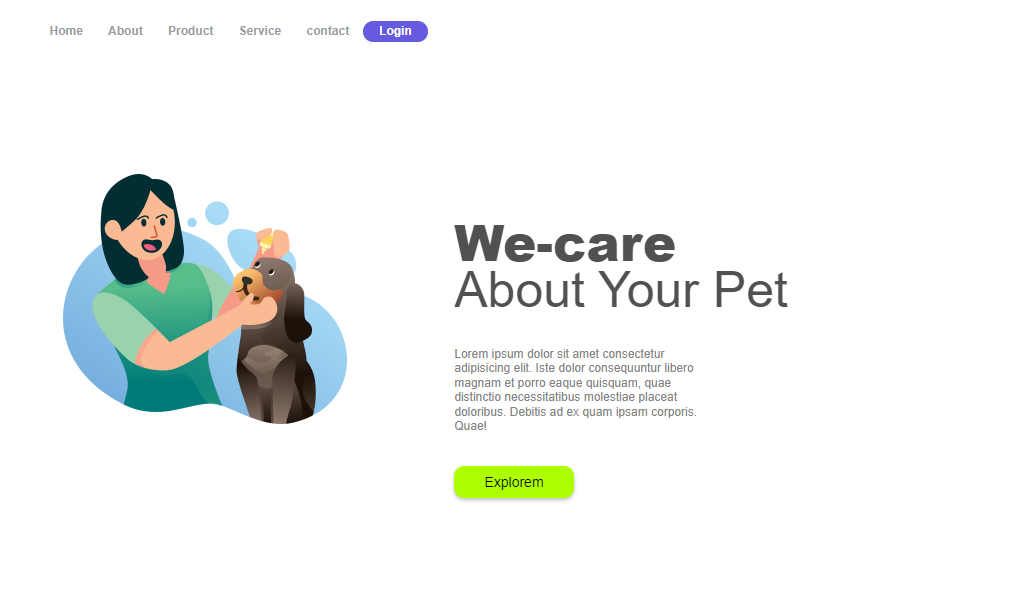 Home About Product Service contact Login
We-care
About Your Pet
Lorem ipsum dolor sit amet consectetur
adipisicing elit. Iste dolor consequuntur libero
magnam et porro eaque quisquam, quae
distinctio necessitatibus molestiae placeat
doloribus. Debitis ad ex quam ipsam corporis.
Quae!
Explorem